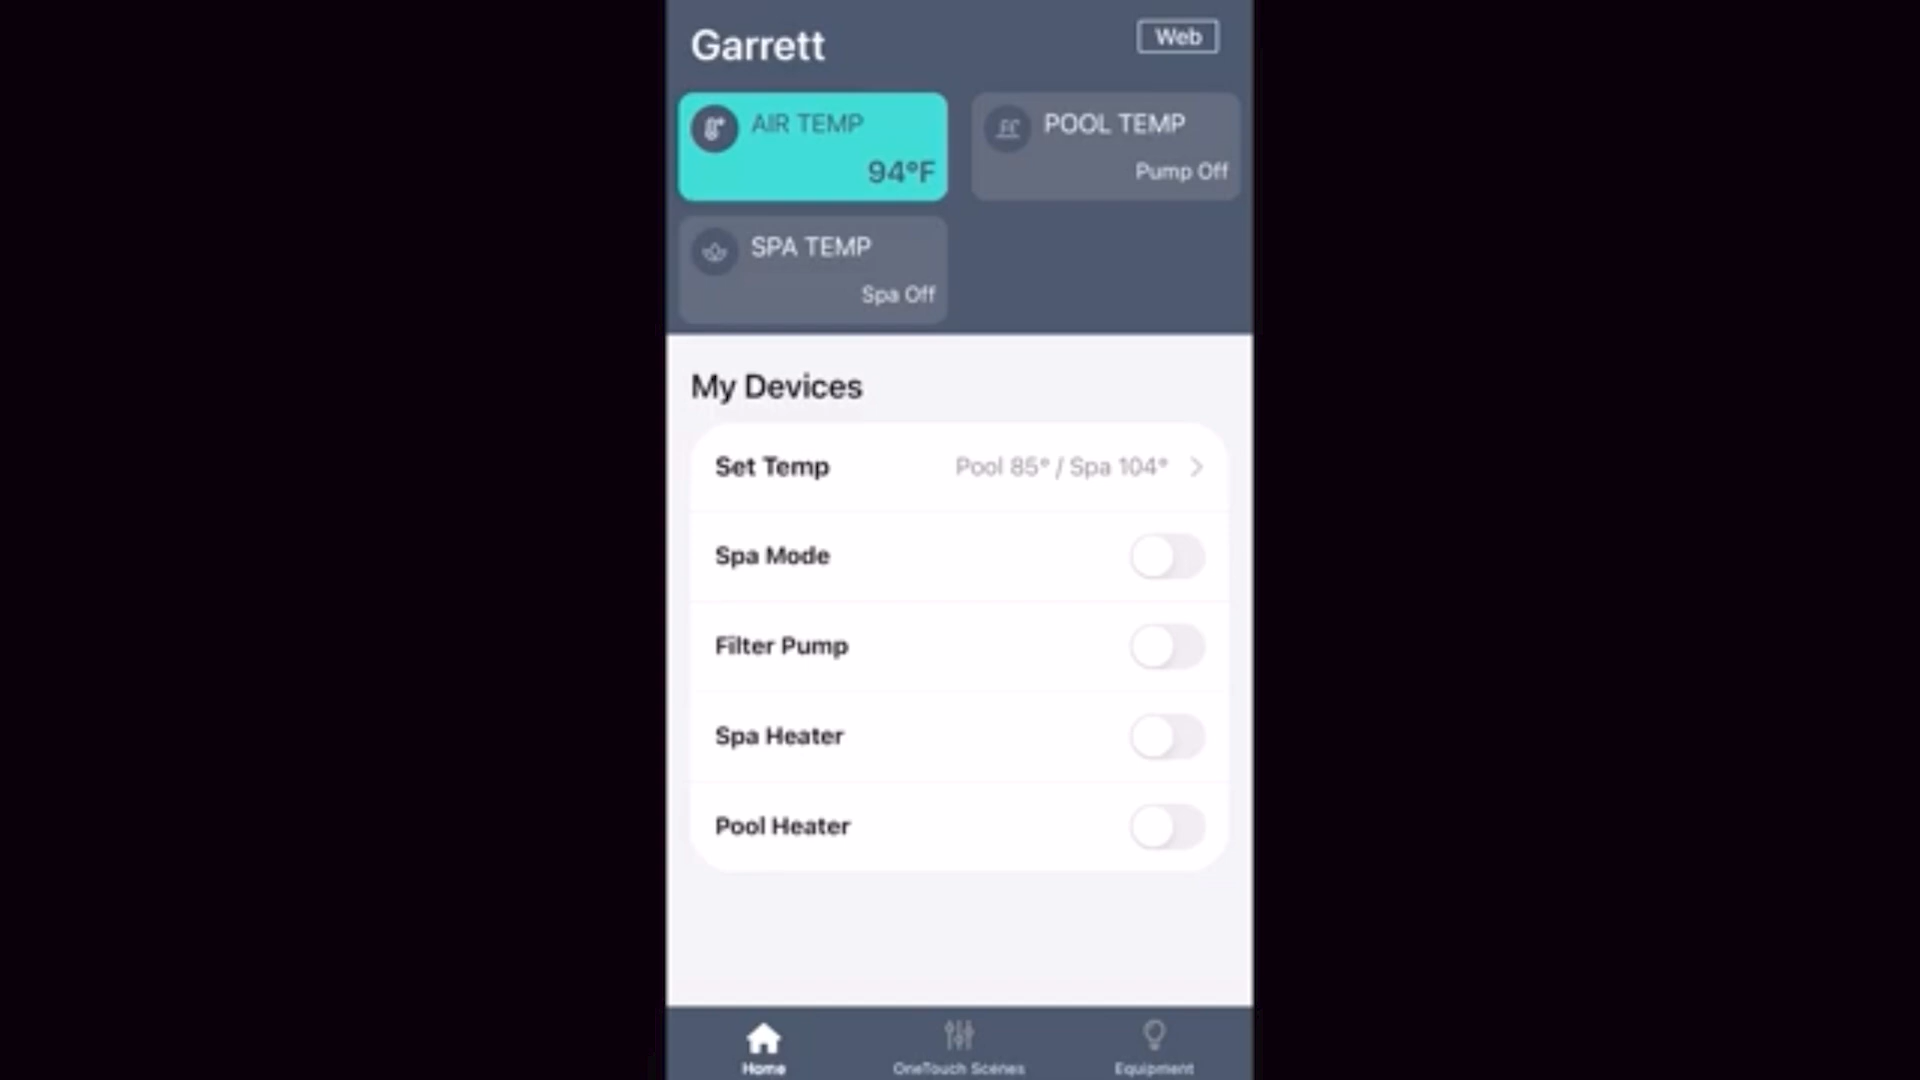 Garrett
Web
AIR TEMP
94°F
POOL TEMP
Pump Off
SPA TEMP
Spa Off
My Devices
Set Temp
Pool 85° / Spa 104°
Spa Mode
Filter Pump
Spa Heater
Pool Heater
Home
OneTouch Scenes
Equipment